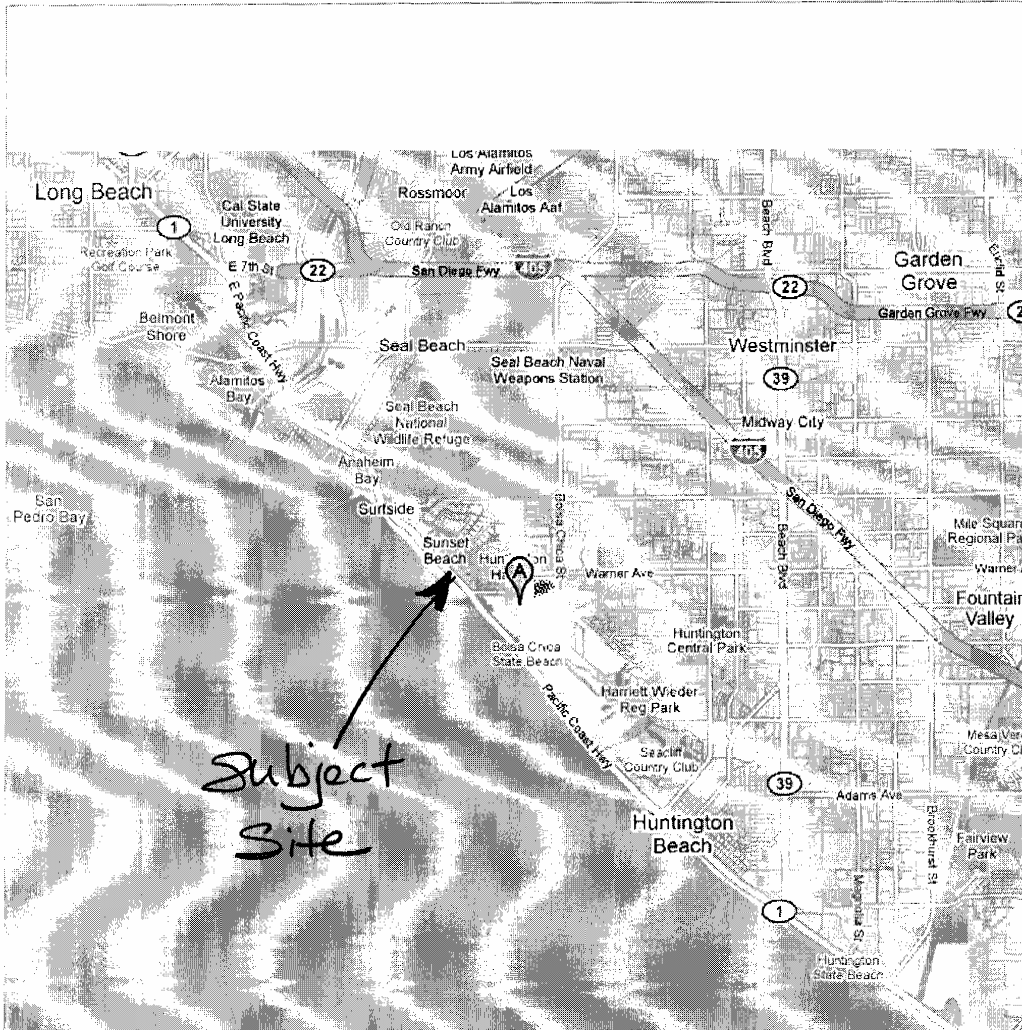 Los Alamitos
Army Airfield
Long Beach
Rossmoor
Los
Alamitos Aaf
Cal State
University
Long Beach
1
Old Ranch
Country Club
Beach Blvd
Euclid St
Recreation Park
Golf Course
E 7th St
22
San Diego Fwy
405
Garden
Grove
22
Garden Grove Fwy
E Pacific Coast Hwy
Belmont
Shore
Seal Beach
Westminster
Seal Beach Naval
Weapons Station
39
Alamitos
Bay
Seal Beach
National
Wildlife Refuge
Midway City
405
Anaheim
Bay
San
Pedro Bay
Surfside
Bolsa Chica St
San Diego Fwy
Beach Blvd
Mile Squar
Regional Pa
Sunset
Beach
A
Warner Ave
Warner
Fountain
Valley
Huntington
Central Park
Bolsa Chica
State Beach
Harriett Wieder
Reg Park
Pacific Coast Hwy
Mesa Ver
Country Cl
Seacliff
Country Club
Subject
Site
39
Adams Ave
Huntington
Beach
Brookhurst St
Fairview
Park
Magnolia St
1
Huntington
State Beach